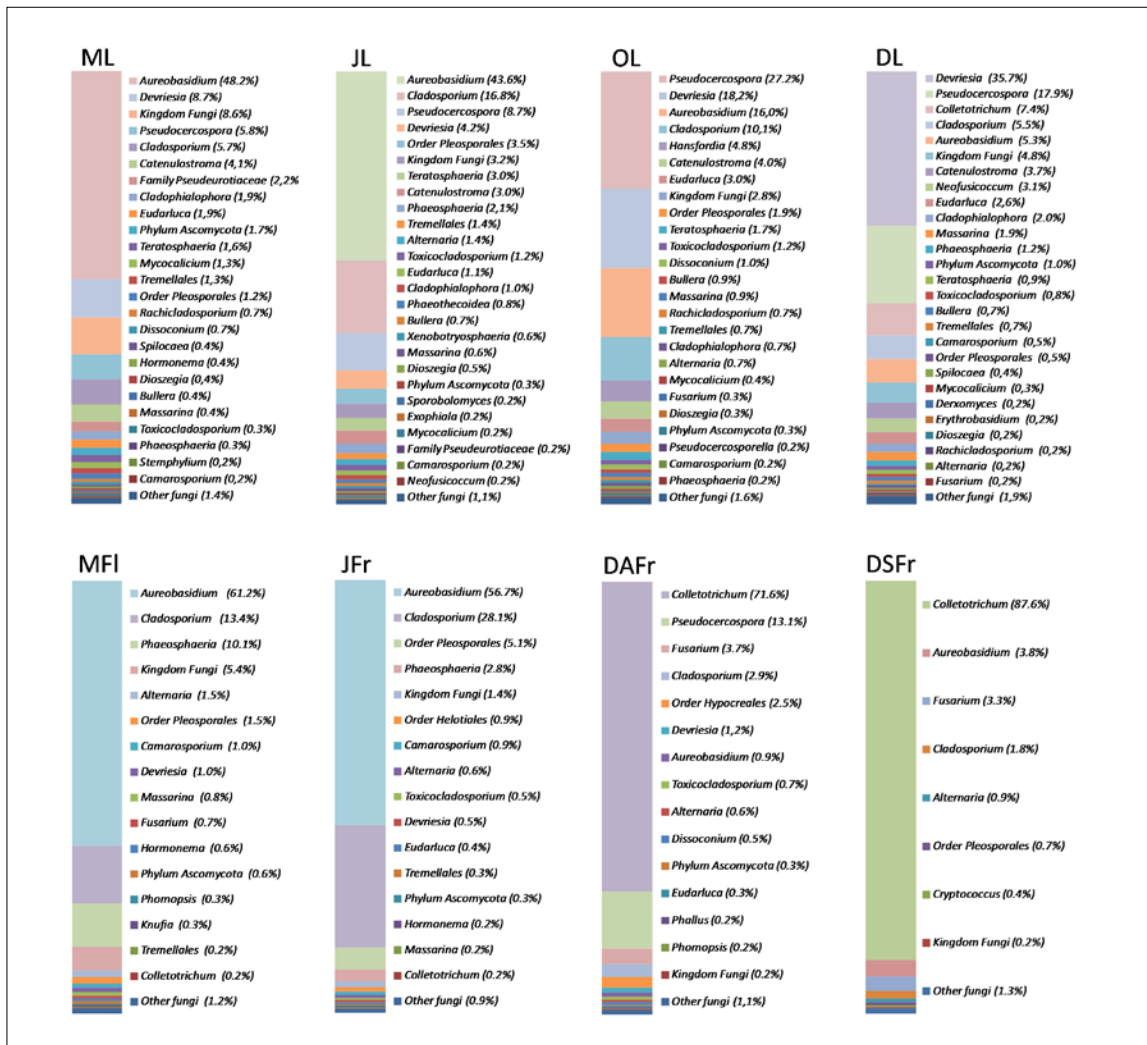 ML
Aureobasidium (48.2%)
Devriesia (8.7%)
Kingdom Fungi (8.6%)
Pseudocercospora (5.8%)
Cladosporium (5.7%)
Catenulostroma (4,1%)
Family Pseudeurotiaceae (2,2%
Cladophialophora (1,9%)
Eudarluca (1,9%)
Phylum Ascomycota (1.7%)
Teratosphaeria (1,6%)
Mycocalicium (1,3%)
Tremellales (1,3%)
Order Pleosporales (1.2%)
Rachicladosporium (0.7%)
Dissoconium (0.7%)
Spilocaea (0.4%)
Hormonema (0.4%)
Dioszegia (0,4%)
Bullera (0.4%)
Massarina (0.4%)
Toxicocladosporium (0.3%)
Phaeosphaeria (0.3%)
Stemphylium (0,2%)
Camarosporium (0,2%)
Other fungi (1.4%)
JL
Aureobasidium (43.6%)
Cladosporium (16.8%)
Pseudocercospora (8.7%)
Devriesia (4.2%)
Order Pleosporales (3.5%)
Kingdom Fungi (3.2%)
Teratosphaeria (3.0%)
Catenulostroma (3.0%)
Phaeosphaeria (2,1%)
Tremellales (1.4%)
Alternaria (1.4%)
Toxicocladosporium (1.2%)
Eudarluca (1.1%)
Cladophialophora (1.0%)
Phaeothecoidea (0.8%)
Bullera (0.7%)
Xenobotryosphaeria (0.6%)
Massarina (0.6%)
Dioszegia (0.5%)
Phylum Ascomycota (0.3%)
Sporobolomyces (0.2%)
Exophiala (0.2%)
Mycocalicium (0.2%)
Family Pseudeurotiaceae (0.2%
Camarosporium (0.2%)
Neofusicoccum (0.2%)
Other fungi (1,1%)
OL
Pseudocercospora (27.2%)
Devriesia (18,2%)
Aureobasidium (16,0%)
Cladosporium (10,1%)
Hansfordia (4.8%)
Catenulostroma (4.0%)
Eudarluca (3.0%)
Kingdom Fungi (2.8%)
Order Pleosporales (1.9%)
Teratosphaeria (1.7%)
Toxicocladosporium (1.2%)
Dissoconium (1.0%)
Bullera (0.9%)
Massarina (0.9%)
Rachicladosporium (0.7%)
Tremellales (0.7%)
Cladophialophora (0.7%)
Alternaria (0.7%)
Mycocalicium (0.4%)
Fusarium (0.3%)
Dioszegia (0.3%)
Phylum Ascomycota (0.3%)
Pseudocercosporella (0.2%)
Camarosporium (0.2%)
Phaeosphaeria (0.2%)
Other fungi (1.6%)
DL
Devriesia (35.7%)
Pseudocercospora (17.9%)
Colletotrichum (7.4%)
Cladosporium (5.5%)
Aureobasidium (5.3%)
Kingdom Fungi (4.8%)
Catenulostroma (3.7%)
Neofusicoccum (3.1%)
Eudarluca (2,6%)
Cladophialophora (2.0%)
Massarina (1.9%)
Phaeosphaeria (1.2%)
Phylum Ascomycota (1.0%)
Teratosphaeria (0,9%)
Toxicocladosporium (0,8%)
Bullera (0,7%)
Tremellales (0,7%)
Camarosporium (0,5%)
Order Pleosporales (0,5%)
Spilocaea (0,4%)
Mycocalicium (0,3%)
Derxomyces (0,2%)
Erythrobasidium (0,2%)
Dioszegia (0,2%)
Rachicladosporium (0,2%)
Alternaria (0,2%)
Fusarium (0,2%)
Other fungi (1,9%)
MFl
Aureobasidium (61.2%)
Cladosporium (13.4%)
Phaeosphaeria (10.1%)
Kingdom Fungi (5.4%)
Alternaria (1.5%)
Order Pleosporales (1.5%)
Camarosporium (1.0%)
Devriesia (1.0%)
Massarina (0.8%)
Fusarium (0.7%)
Hormonema (0.6%)
Phylum Ascomycota (0.6%)
Phomopsis (0.3%)
Knufia (0.3%)
Tremellales (0.2%)
Colletotrichum (0.2%)
Other fungi (1.2%)
JFr
Aureobasidium (56.7%)
Cladosporium (28.1%)
Order Pleosporales (5.1%)
Phaeosphaeria (2.8%)
Kingdom Fungi (1.4%)
Order Helotiales (0.9%)
Camarosporium (0.9%)
Alternaria (0.6%)
Toxicocladosporium (0.5%)
Devriesia (0.5%)
Eudarluca (0.4%)
Tremellales (0.3%)
Phylum Ascomycota (0.3%)
Hormonema (0.2%)
Massarina (0.2%)
Colletotrichum (0.2%)
Other fungi (0.9%)
DAFr
Colletotrichum (71.6%)
Pseudocercospora (13.1%)
Fusarium (3.7%)
Cladosporium (2.9%)
Order Hypocreales (2.5%)
Devriesia (1,2%)
Aureobasidium (0.9%)
Toxicocladosporium (0.7%)
Alternaria (0.6%)
Dissoconium (0.5%)
Phylum Ascomycota (0.3%)
Eudarluca (0.3%)
Phallus (0.2%)
Phomopsis (0.2%)
Kingdom Fungi (0.2%)
Other fungi (1,1%)
DSFr
Colletotrichum (87.6%)
Aureobasidium (3.8%)
Fusarium (3.3%)
Cladosporium (1.8%)
Alternaria (0.9%)
Order Pleosporales (0.7%)
Cryptococcus (0.4%)
Kingdom Fungi (0.2%)
Other fungi (1.3%)